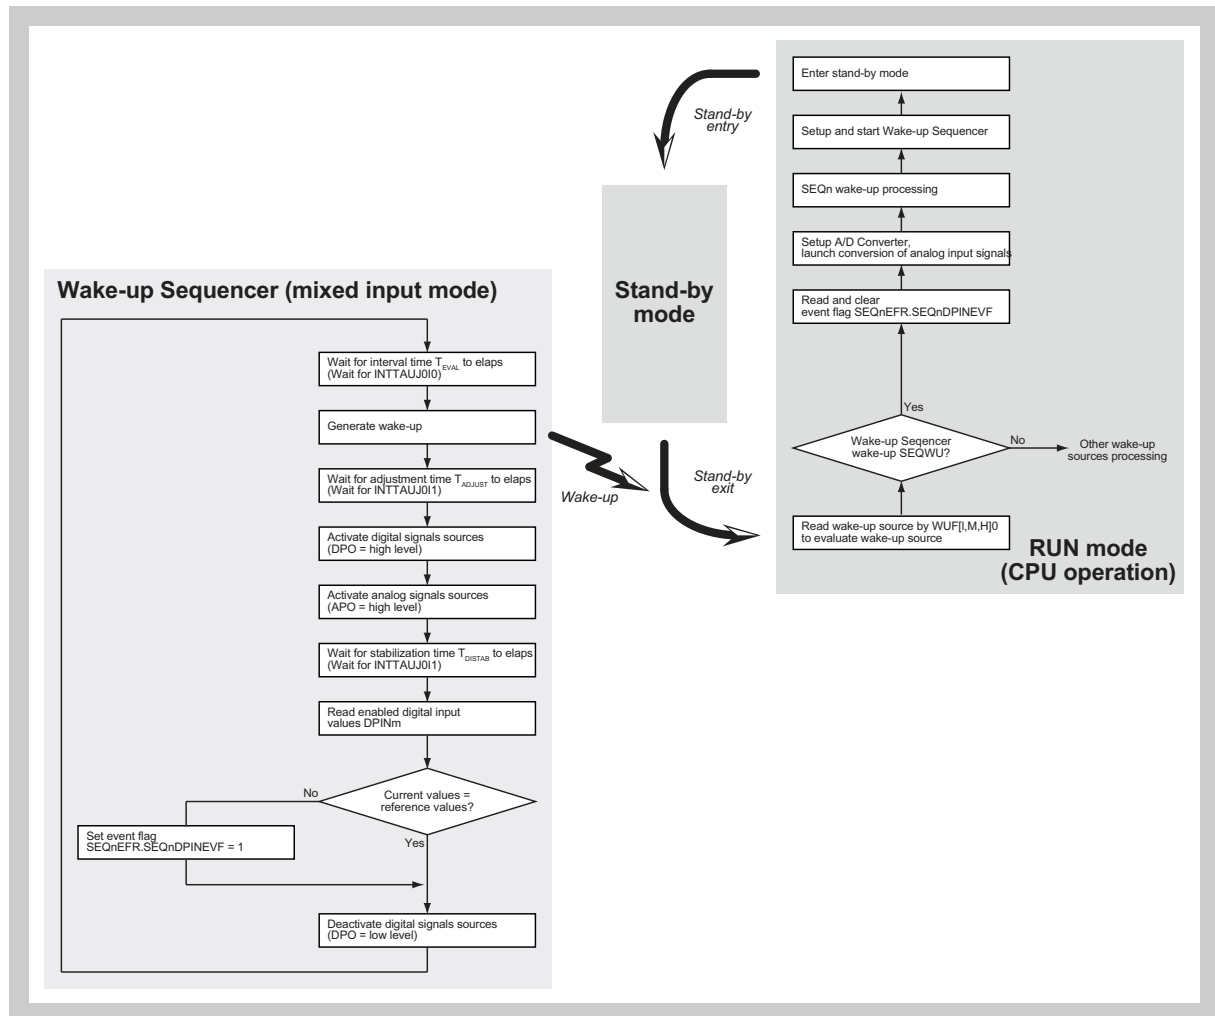 Wake-up Sequencer (mixed input mode)
Wait for interval time TEVAL to elaps
(Wait for INTTAUJ0I0)
Generate wake-up
Wait for adjustment time TADJUST to elaps
(Wait for INTTAUJ0I1)
Activate digital signals sources
(DPO = high level)
Activate analog signals sources
(APO = high level)
Wait for stabilization time TDISTAB to elaps
(Wait for INTTAUJ0I1)
Read enabled digital input
values DPINm
Current values =
reference values?
No
Yes
Set event flag
SEQnEFR.SEQnDPINEVF = 1
Deactivate digital signals sources
(DPO = low level)
Wake-up
Stand-by
entry
Stand-by
mode
Stand-by
exit
Enter stand-by mode
Setup and start Wake-up Sequencer
SEQn wake-up processing
Setup A/D Converter,
launch conversion of analog input signals
Read and clear
event flag SEQnEFR.SEQnDPINEVF
Yes
Wake-up Seqencer
wake-up SEQWU?
No
Other wake-up
sources processing
Read wake-up source by WUF[l,M,H]0
to evaluate wake-up source
RUN mode
(CPU operation)